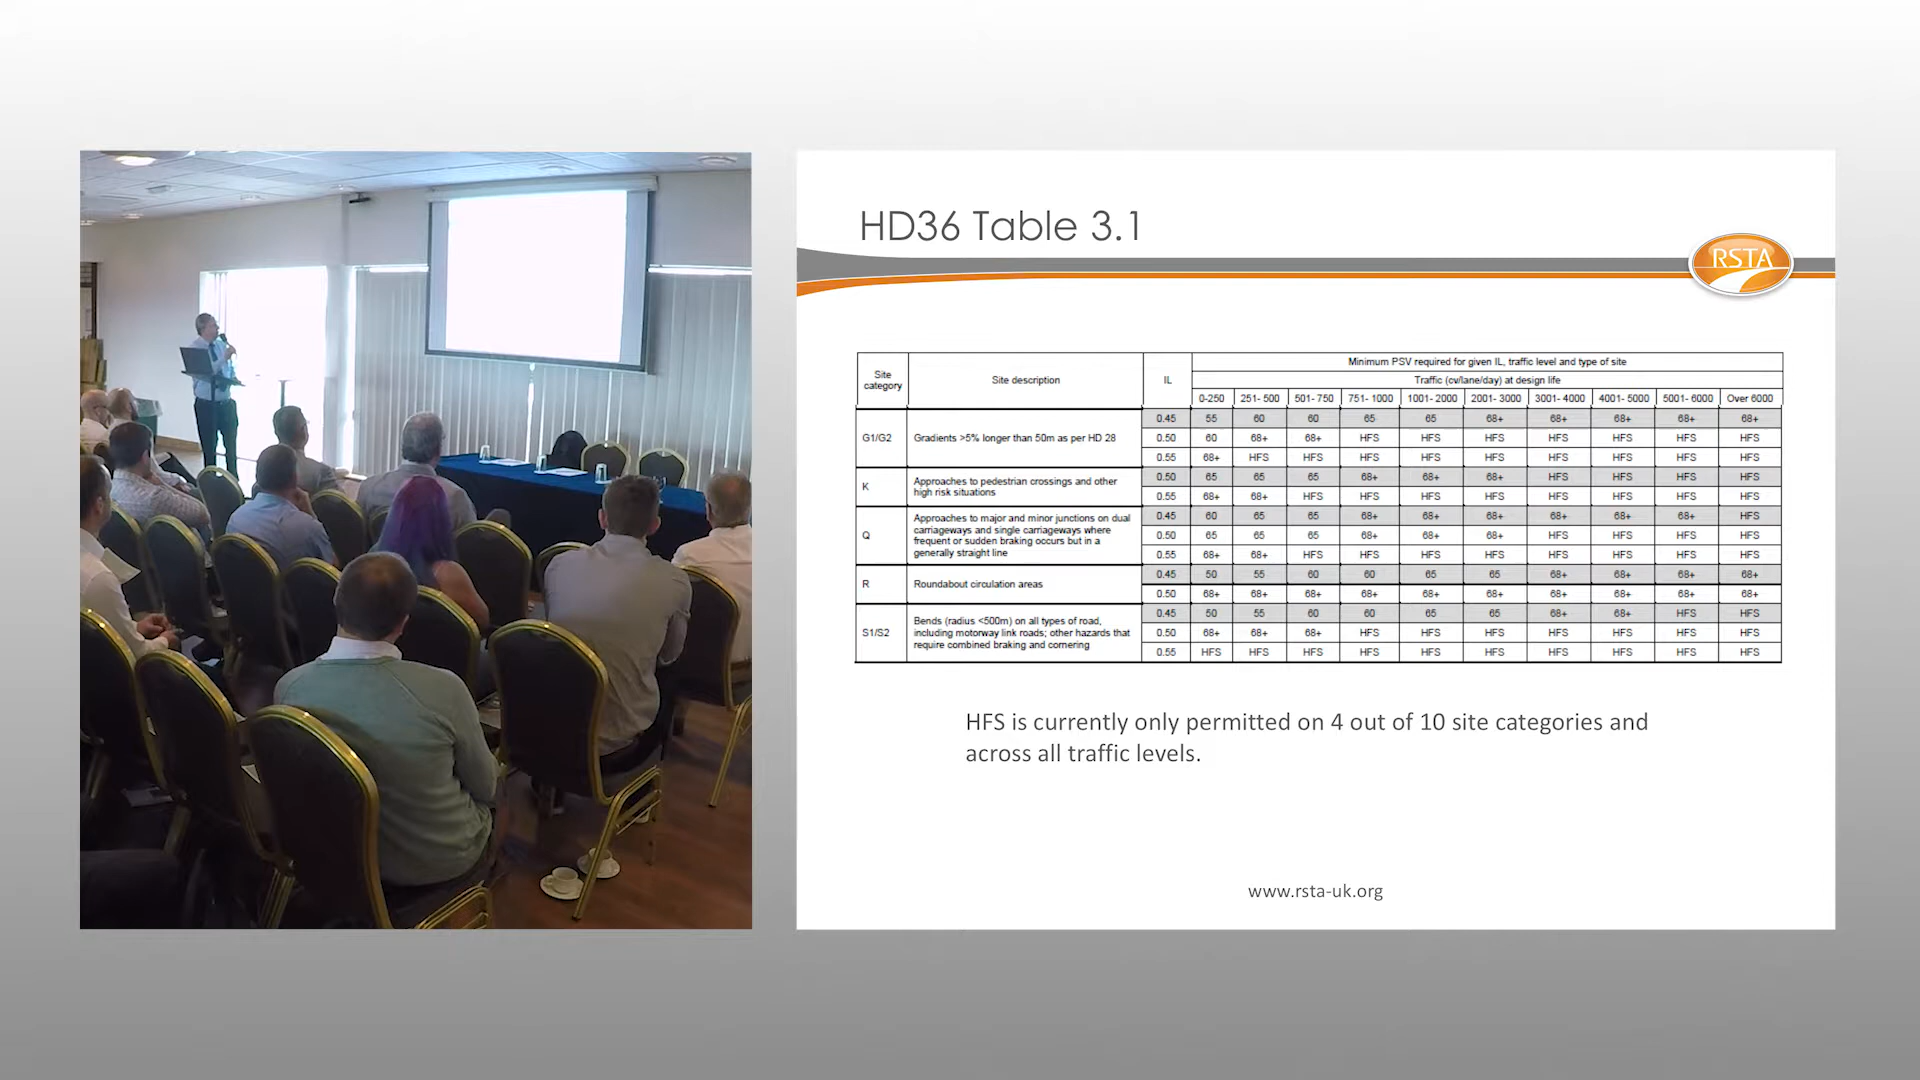 HD36 Table 3.1
RSTA
Site category
Site description
IL
Minimum PSV required for given IL, traffic level and type of site
Traffic (cv/lane/day) at design life
0-250 251- 500 501- 750 751- 1000 1001- 2000 2001- 3000 3001- 4000 4001- 5000 5001- 6000 Over 6000
G1/G2 Gradients >5% longer than 50m as per HD 28
0.45 55 60 60 65 65 68+ 68+ 68+ 68+ 68+
0.50 60 68+ 68+ HFS HFS HFS HFS HFS HFS HFS
0.55 68+ HFS HFS HFS HFS HFS HFS HFS HFS HFS
K Approaches to pedestrian crossings and other
high risk situations
0.50 65 65 65 68+ 68+ 68+ HFS HFS HFS HFS
0.55 68+ 68+ HFS HFS HFS HFS HFS HFS HFS HFS
Q Approaches to major and minor junctions on dual
carriageways and single carriageways where
frequent or sudden braking occurs but in a
generally straight line
0.45 60 65 65 68+ 68+ 68+ 68+ 68+ 68+ HFS
0.50 65 65 65 68+ 68+ 68+ HFS HFS HFS HFS
0.55 68+ 68+ HFS HFS HFS HFS HFS HFS HFS HFS
R Roundabout circulation areas
0.45 50 55 60 60 65 65 68+ 68+ 68+ 68+
0.50 68+ 68+ 68+ 68+ 68+ 68+ 68+ 68+ 68+ 68+
S1/S2 Bends (radius <500m) on all types of road,
including motorway link roads; other hazards that
require combined braking and cornering
0.45 50 55 60 60 65 65 68+ 68+ HFS HFS
0.50 68+ 68+ 68+ HFS HFS HFS HFS HFS HFS HFS
0.55 HFS HFS HFS HFS HFS HFS HFS HFS HFS HFS
HFS is currently only permitted on 4 out of 10 site categories and
across all traffic levels.
www.rsta-uk.org